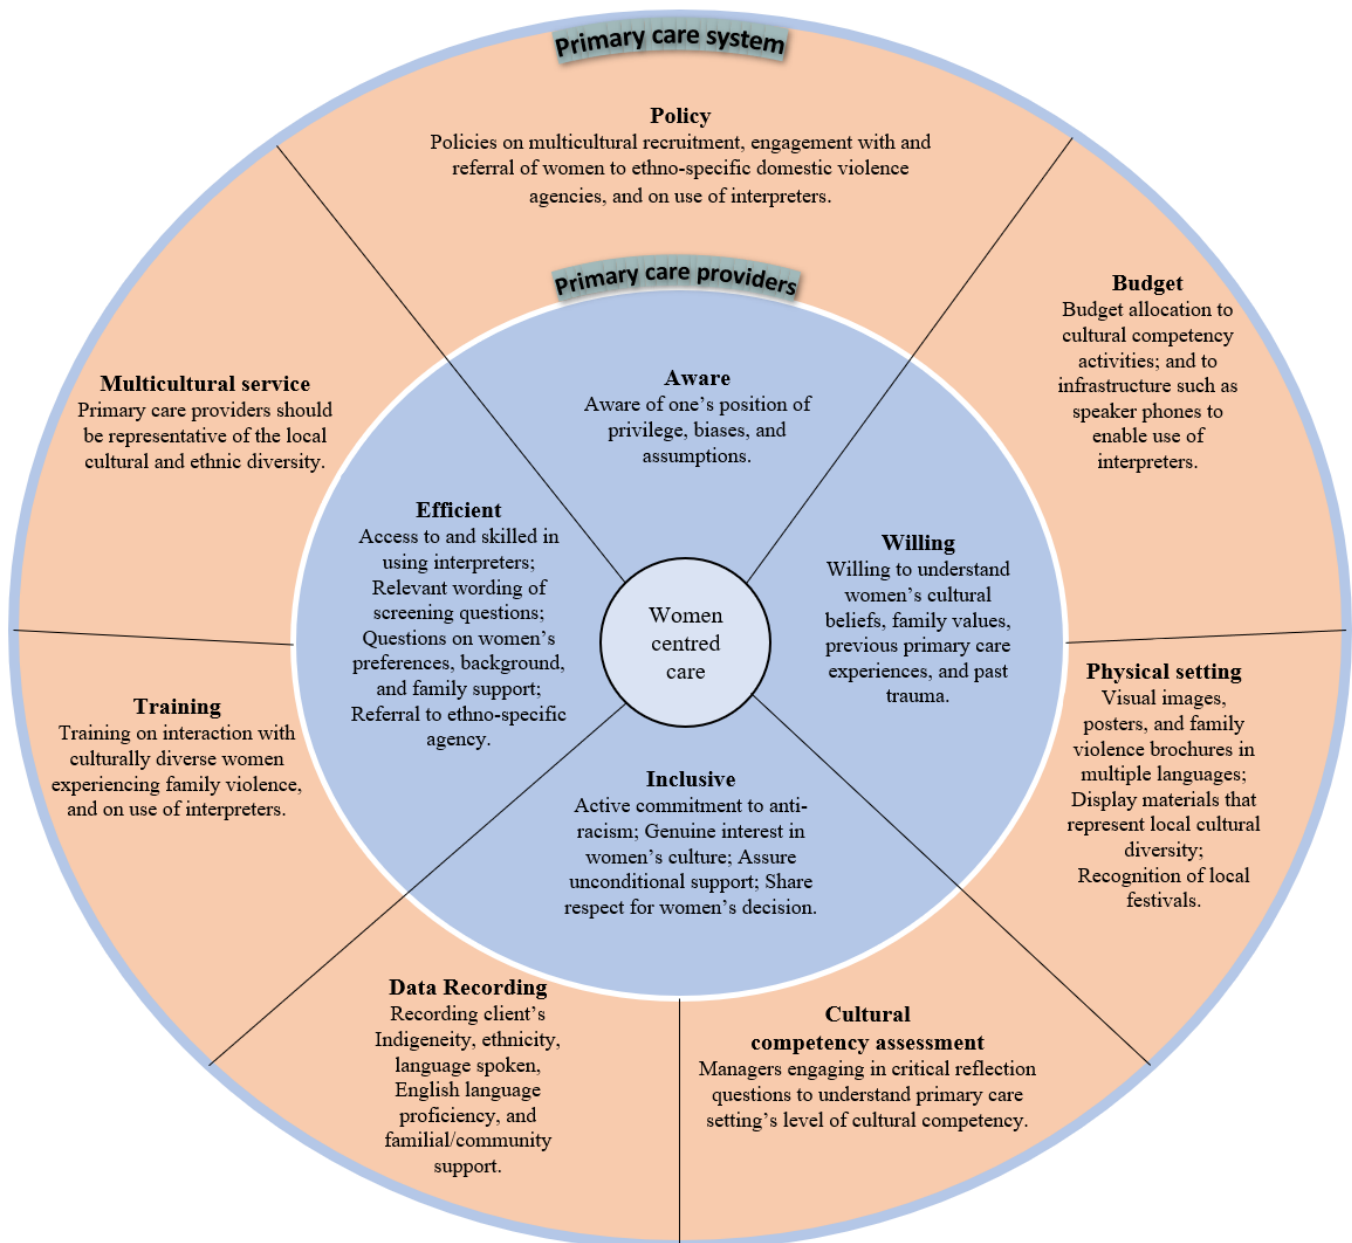 Primary care system
Policy
Policies on multicultural recruitment, engagement with and
referral of women to ethno-specific domestic violence
agencies, and on use of interpreters.
Budget
Budget allocation to
cultural competency
activities; and to
infrastructure such as
speaker phones to
enable use of
interpreters.
Physical setting
Visual images,
posters, and family
violence brochures in
multiple languages;
Display materials that
represent local cultural
diversity;
Recognition of local
festivals.
Cultural
competency assessment
Managers engaging in critical reflection
questions to understand primary care
setting's level of cultural competency.
Data Recording
Recording client's
Indigeneity, ethnicity,
language spoken,
English language
proficiency, and
familial/community
support.
Training
Training on interaction with
culturally diverse women
experiencing family violence,
and on use of interpreters.
Multicultural service
Primary care providers should
be representative of the local
cultural and ethnic diversity.
Primary care providers
Aware
Aware of one's position of
privilege, biases, and
assumptions.
Willing
Willing to understand
women's cultural
beliefs, family values,
previous primary care
experiences, and past
trauma.
Inclusive
Active commitment to anti-
racism; Genuine interest in
women's culture; Assure
unconditional support; Share
respect for women's decision.
Efficient
Access to and skilled in
using interpreters;
Relevant wording of
screening questions;
Questions on women's
preferences, background,
and family support;
Referral to ethno-specific
agency.
Women
centred
care